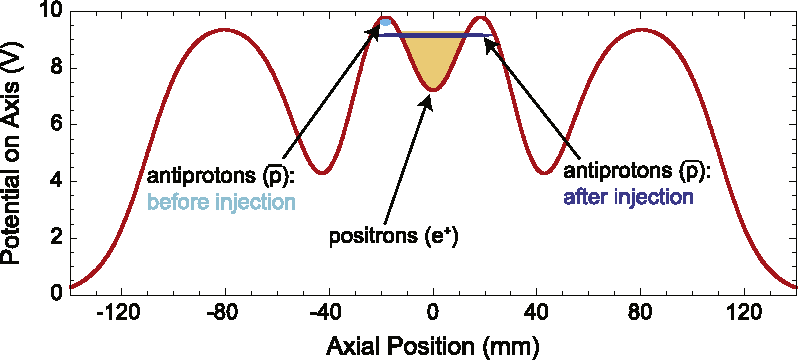 Potential on Axis (V)
10
8
6
4
2
0
antiprotons (p̅):
before injection
positrons (e⁺)
antiprotons (p̅):
after injection
-120
-80
-40
0
40
80
120
Axial Position (mm)